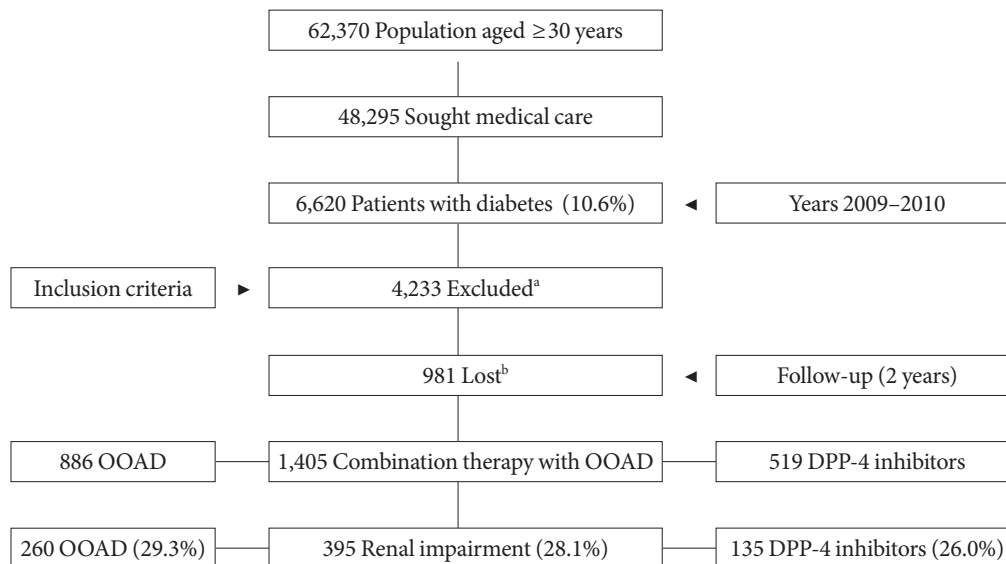 62,370 Population aged ≥30 years
48,295 Sought medical care
6,620 Patients with diabetes (10.6%)
Years 2009–2010
Inclusion criteria
4,233 Excludedᵃ
981 Lostᵇ
Follow-up (2 years)
886 OOAD
1,405 Combination therapy with OOAD
519 DPP-4 inhibitors
260 OOAD (29.3%)
395 Renal impairment (28.1%)
135 DPP-4 inhibitors (26.0%)